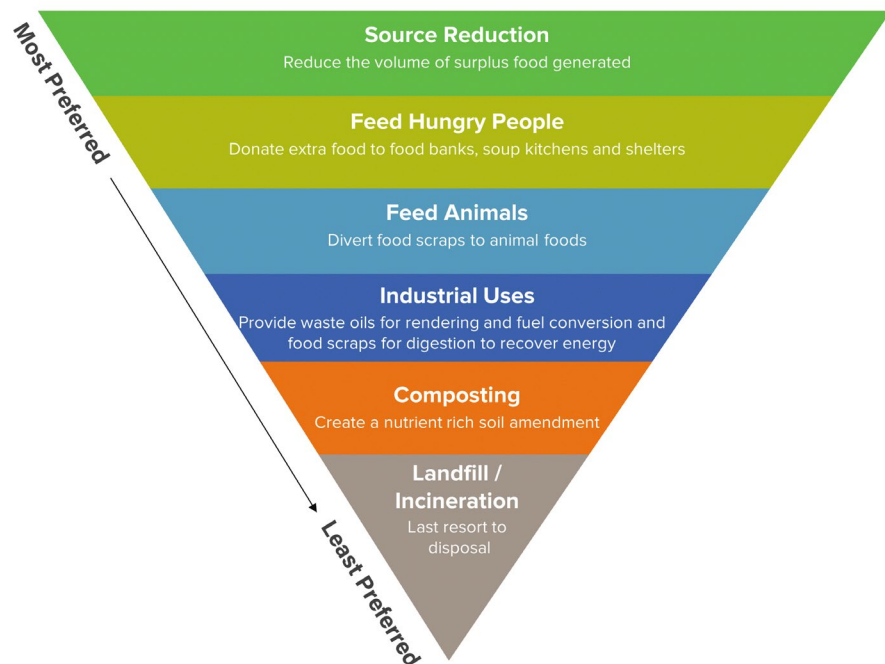 Most Preferred
Source Reduction
Reduce the volume of surplus food generated
Feed Hungry People
Donate extra food to food banks, soup kitchens and shelters
Feed Animals
Divert food scraps to animal foods
Industrial Uses
Provide waste oils for rendering and fuel conversion and
food scraps for digestion to recover energy
Composting
Create a nutrient rich soil amendment
Landfill /
Incineration
Last resort to
disposal
Least Preferred